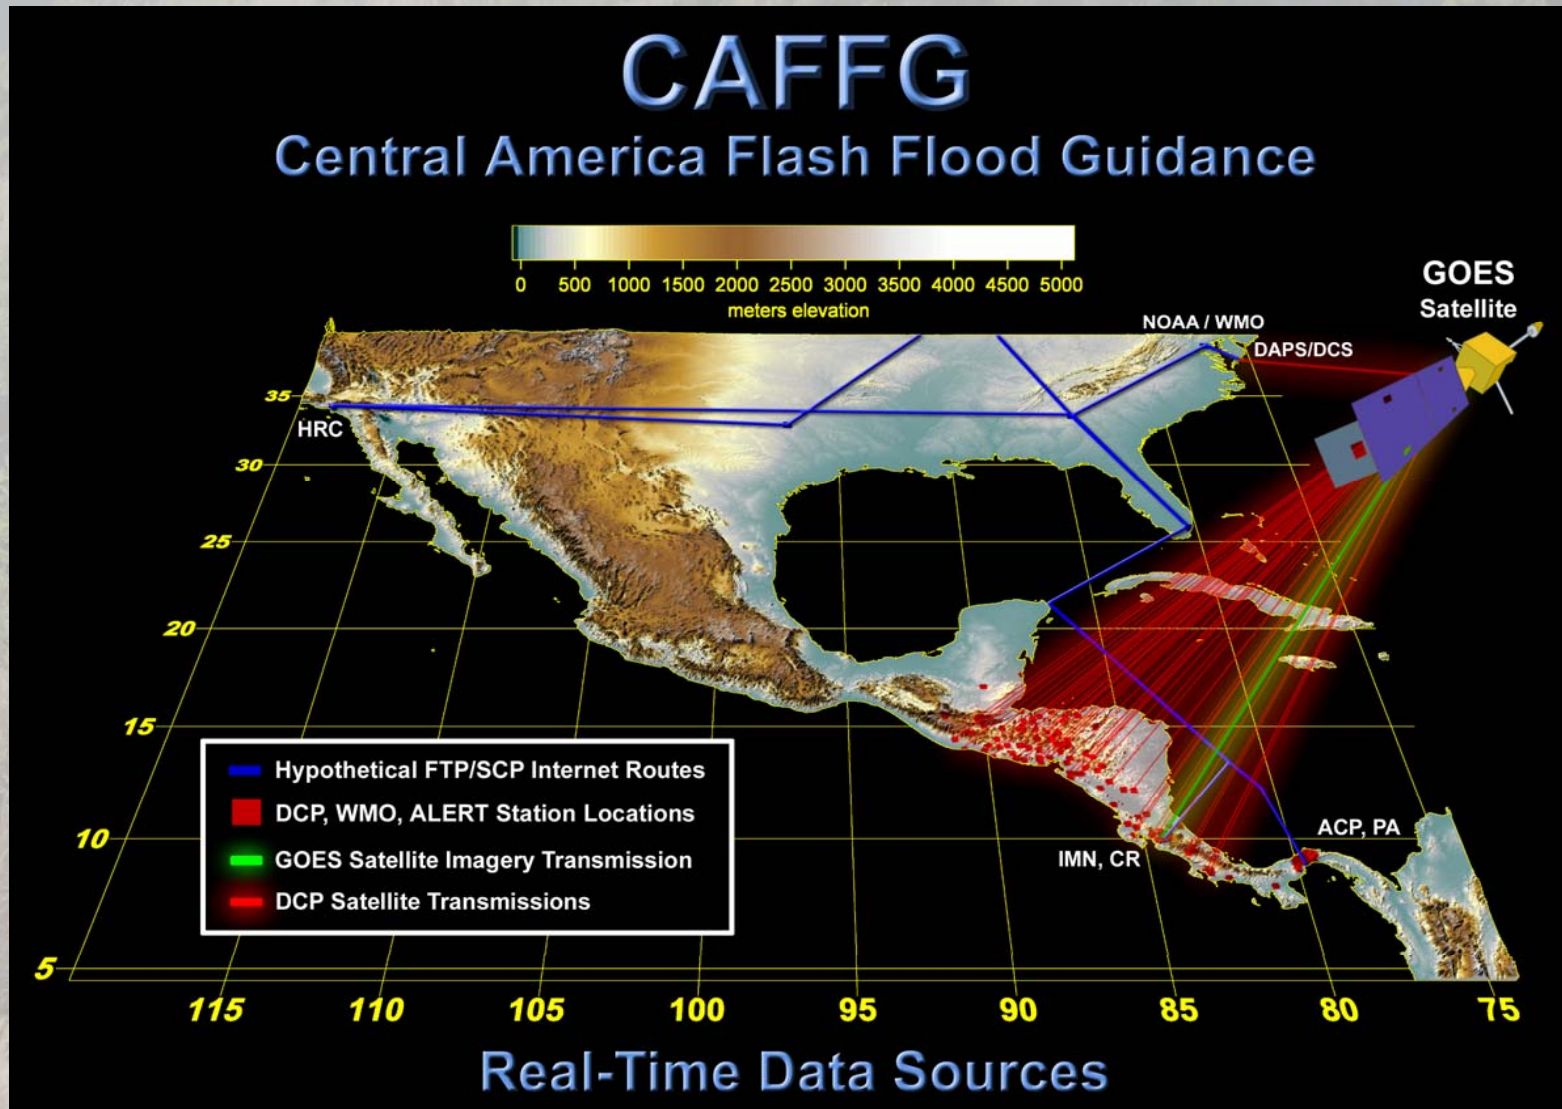 CAFFG
Central America Flash Flood Guidance
0 500 1000 1500 2000 2500 3000 3500 4000 4500 5000
meters elevation
GOES
Satellite
NOAA / WMO
DAPS/DCS
35
HRC
30
25
20
15
Hypothetical FTP/SCP Internet Routes
DCP, WMO, ALERT Station Locations
GOES Satellite Imagery Transmission
DCP Satellite Transmissions
10
ACP, PA
IMN, CR
5
115 110 105 100 95 90 85 80 75
Real-Time Data Sources